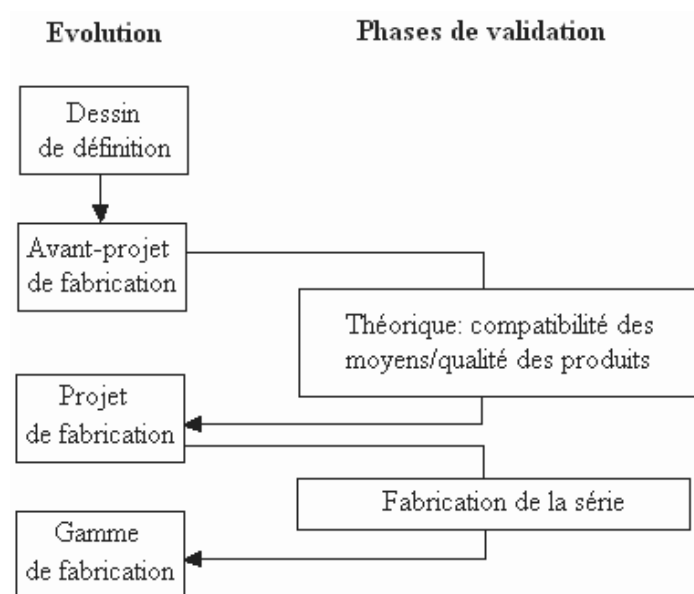 Evolution
Phases de validation
Dessin
de définition
Avant-projet
de fabrication
Théorique: compatibilité des
moyens/qualité des produits
Projet
de fabrication
Fabrication de la série
Gamme
de fabrication